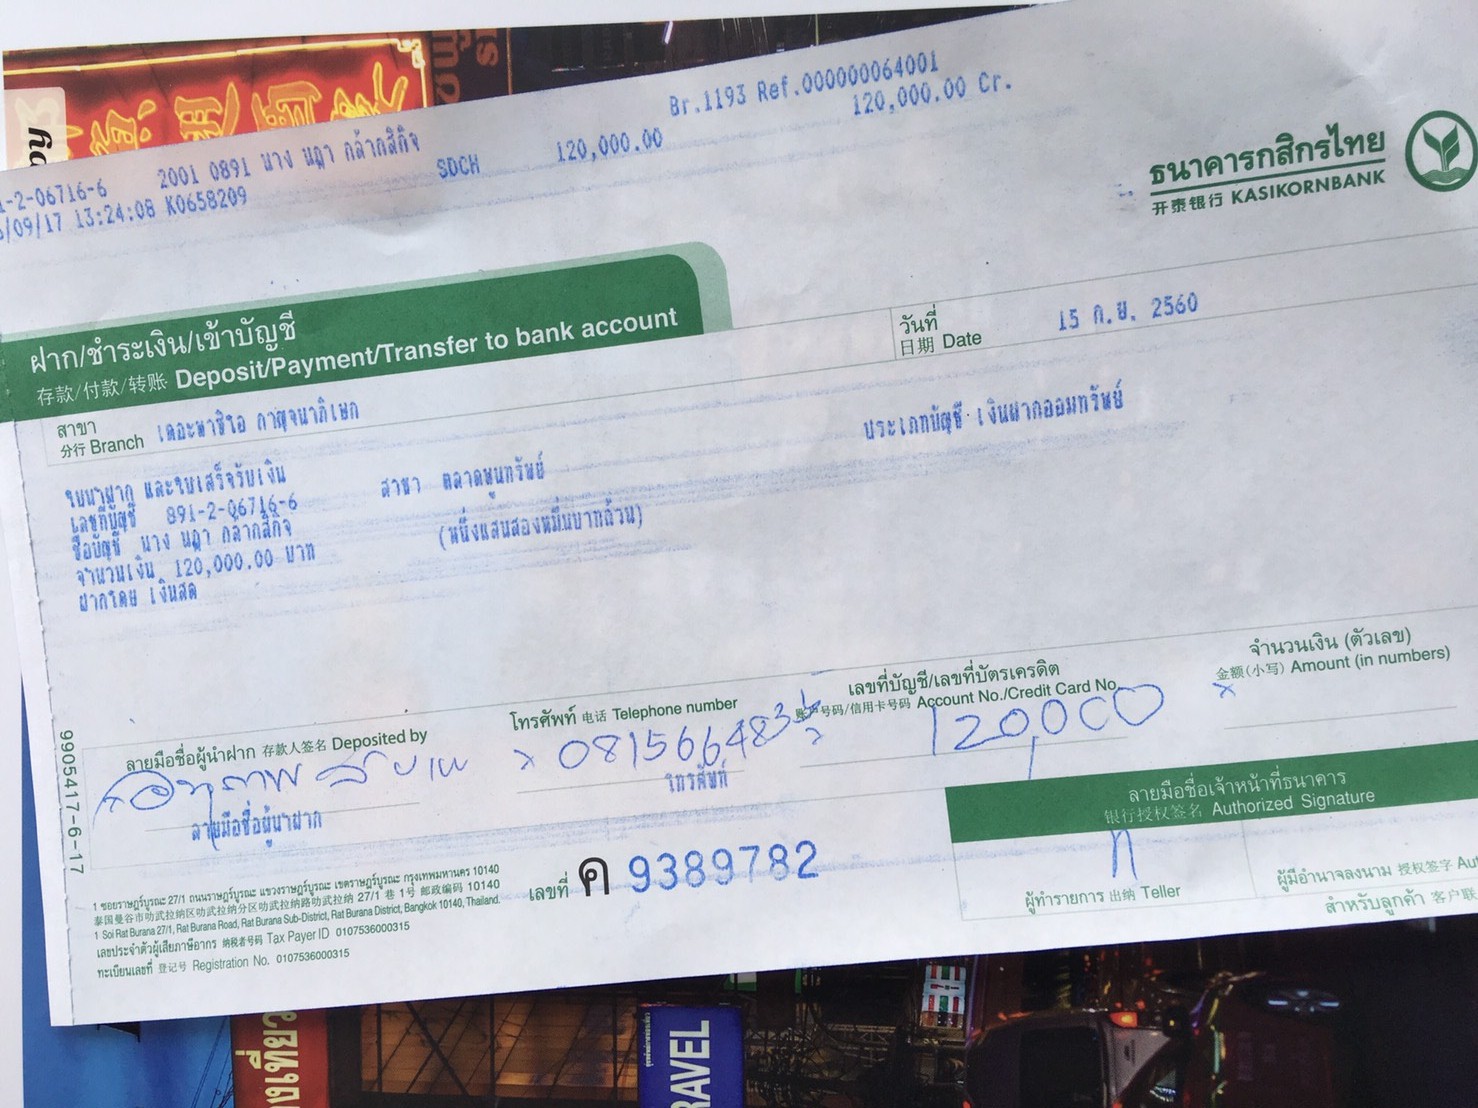 Br.1193 Ref.000000064001
1-2-06716-6 2001 0891 นาง นฎา กล้ากสิกิจ SDCH 120,000.00 120,000.00 Cr.
/09/17 13:24:08 K0658209
ธนาคารกสิกรไทย
开泰银行 KASIKORNBANK
ฝาก/ชำระเงิน/เข้าบัญชี
存款/付款/转账 Deposit/Payment/Transfer to bank account
วันที่
日期 Date 15 ก.ย. 2560
สาขา
分行 Branch เดอะพาซิโอ กาญจนาภิเษก
ใบนำฝาก และใบเสร็จรับเงิน
ประเภทบัญชี เงินฝากออมทรัพย์
เลขที่บัญชี 891-2-06716-6 สาขา ตลาดพูนทรัพย์
ชื่อบัญชี นาง นฎา กล้ากสิกิจ
จำนวนเงิน 120,000.00 บาท (หนึ่งแสนสองหมื่นบาทถ้วน)
ฝากโดย เงินสด
ลายมือชื่อผู้นำฝาก 存款人签名 Deposited by
โทรศัพท์ 电话 Telephone number
เลขที่บัญชี/เลขที่บัตรเครดิต
账户号码/信用卡号码 Account No./Credit Card No.
จำนวนเงิน (ตัวเลข)
金额(小写) Amount (in numbers)
x
x 120,000
ลายมือชื่อผู้นำฝาก
โทรศัพท์
ลายมือชื่อเจ้าหน้าที่ธนาคาร
银行授权签名 Authorized Signature
ผู้ทำรายการ 出纳 Teller
ผู้มีอำนาจลงนาม 授权签字 Aut
สำหรับลูกค้า 客户联
เลขที่ ค 9389782
1 ซอยราษฎร์บูรณะ 27/1 ถนนราษฎร์บูรณะ แขวงราษฎร์บูรณะ เขตราษฎร์บูรณะ กรุงเทพมหานคร 10140
泰国曼谷市叻武拉纳区叻武拉纳分区叻武拉纳路叻武拉纳 27/1 巷 1号 邮政编码 10140
1 Soi Rat Burana 27/1, Rat Burana Road, Rat Burana Sub-District, Rat Burana District, Bangkok 10140, Thailand.
เลขประจำตัวผู้เสียภาษีอากร 纳税者号码 Tax Payer ID 0107536000315
ทะเบียนเลขที่ 登记号 Registration No. 0107536000315
9905417-6-17
RAVEL
องเที่ยว